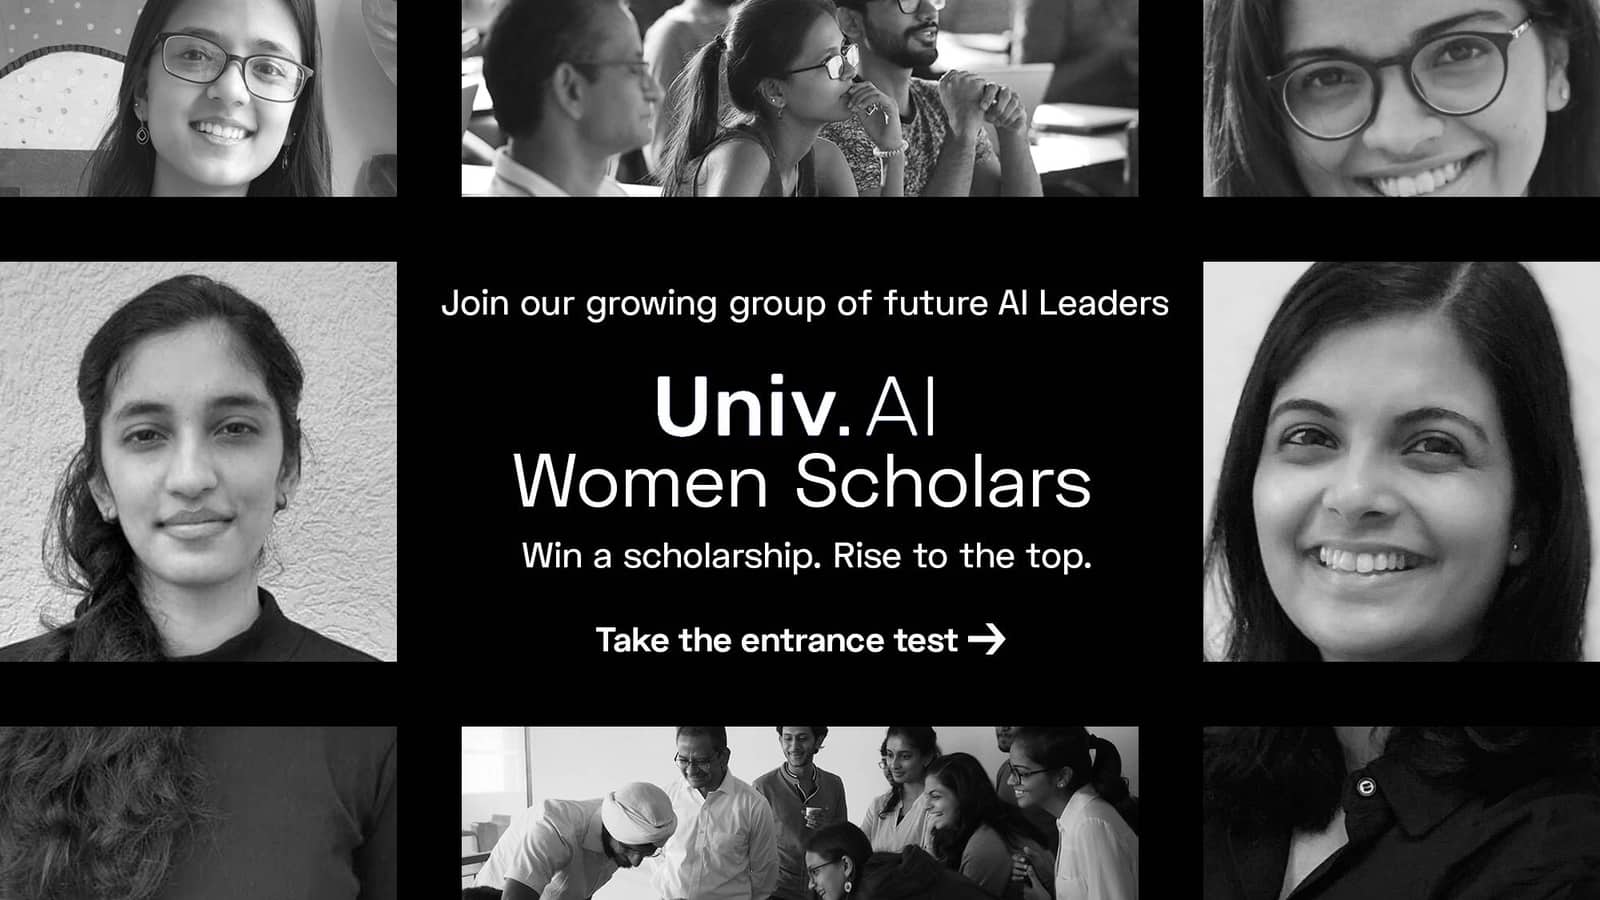 Join our growing group of future AI Leaders
Univ.AI
Women Scholars
Win a scholarship. Rise to the top.
Take the entrance test →